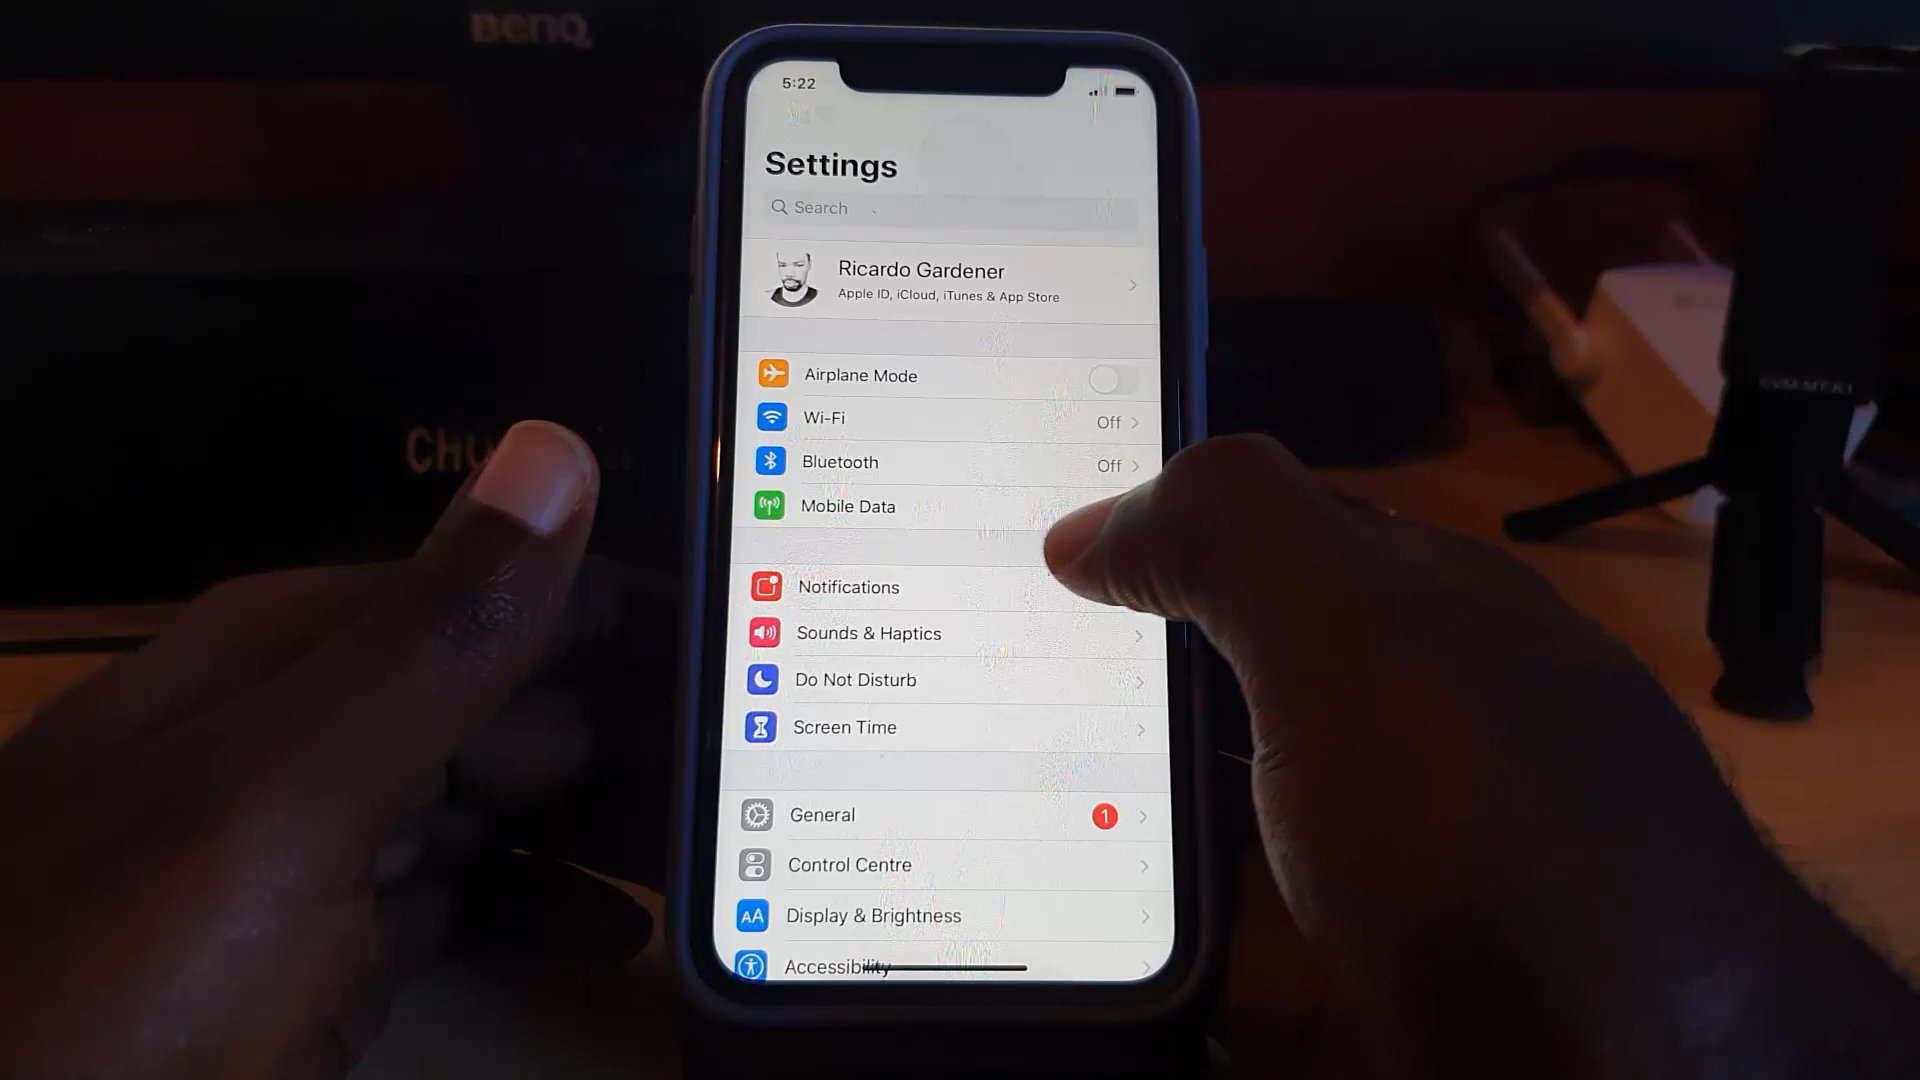 BenQ
5:22
Settings
Search
Ricardo Gardener
Apple ID, iCloud, iTunes & App Store
Airplane Mode
Wi-Fi
Off
Bluetooth
Off
Mobile Data
Notifications
Sounds & Haptics
Do Not Disturb
Screen Time
General
1
Control Centre
AA
Display & Brightness
Accessibility